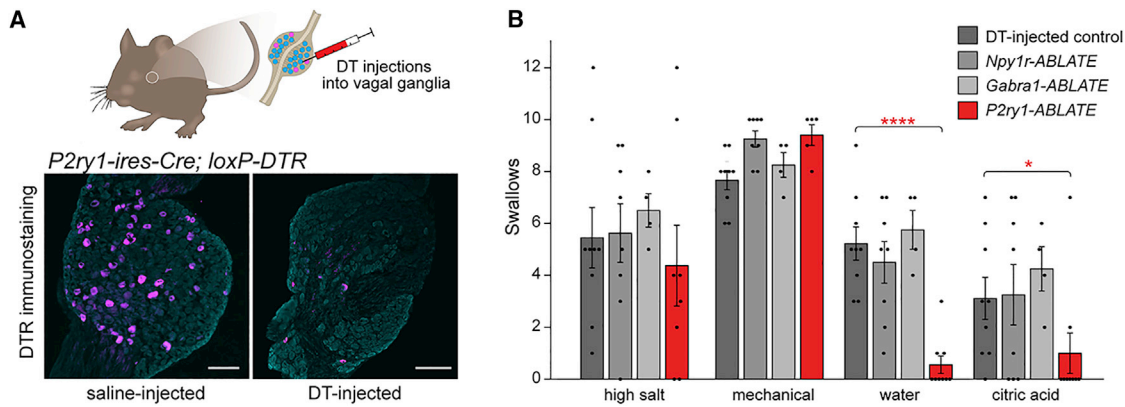 A
DT injections
into vagal ganglia
P2ry1-ires-Cre; loxP-DTR
DTR immunostaining
saline-injected
DT-injected
B
DT-injected control
Npy1r-ABLATE
Gabra1-ABLATE
P2ry1-ABLATE
Swallows
12
10
8
6
4
2
0
****
*
high salt
mechanical
water
citric acid